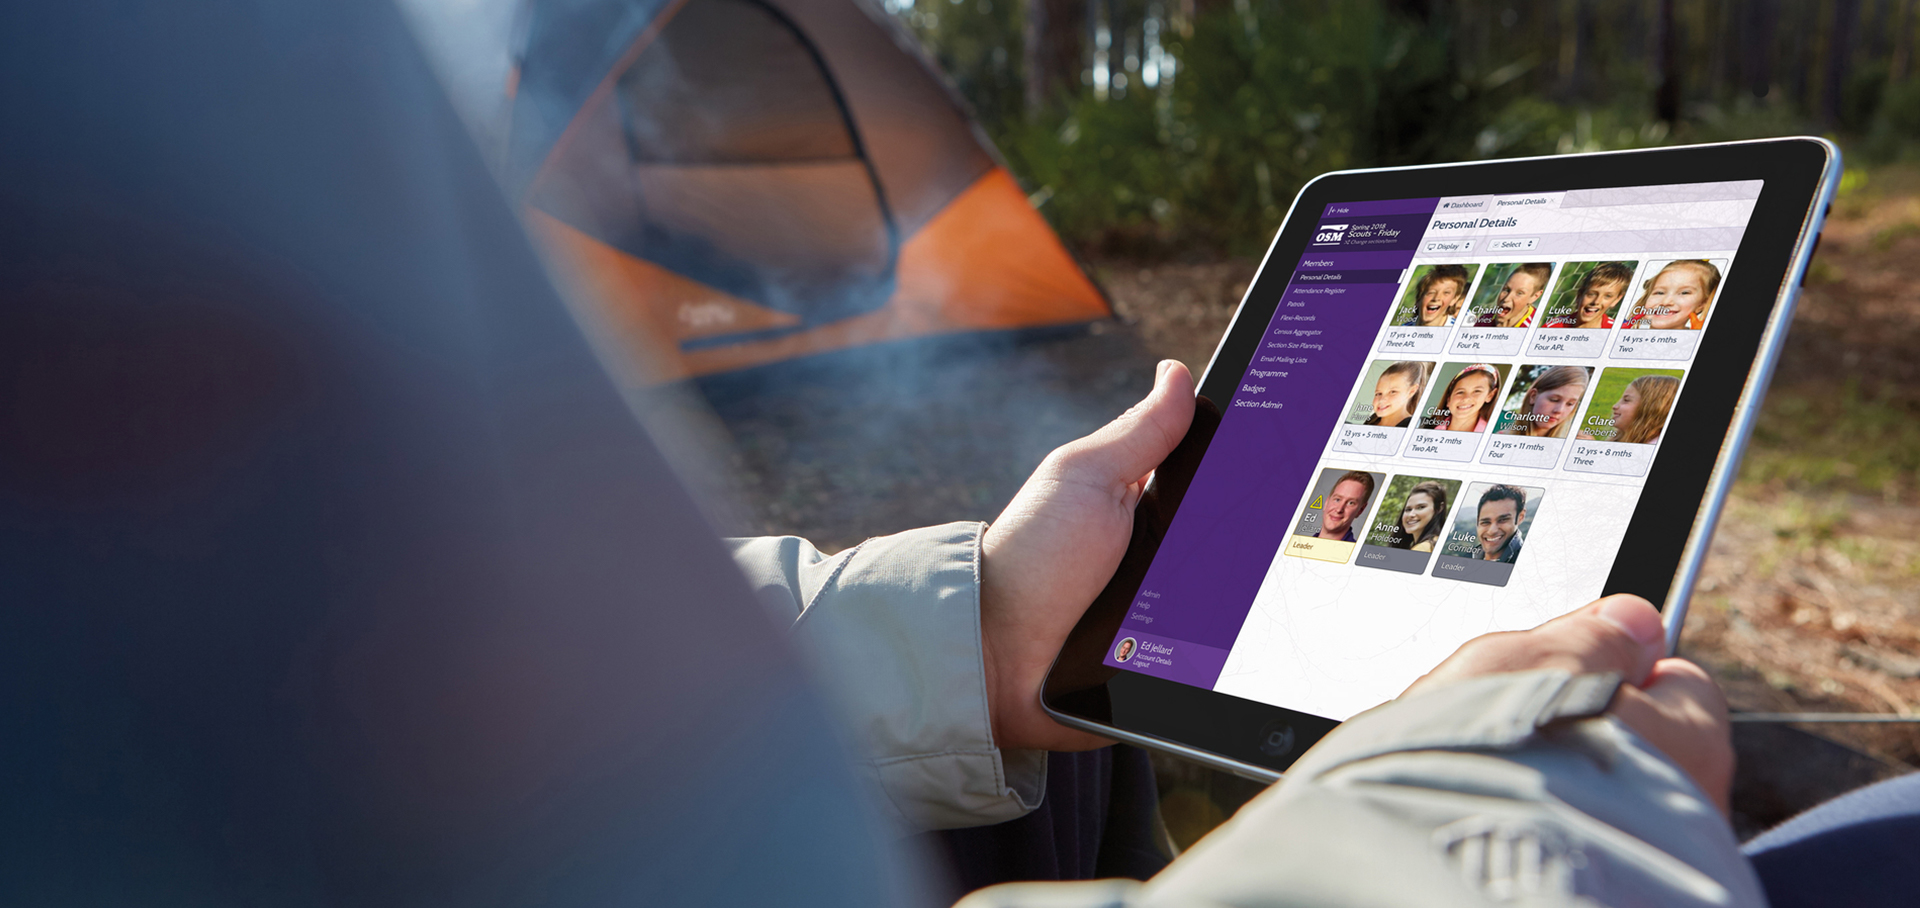 Hide
Dashboard
Personal Details
OSM
Spring 2018
Scouts - Friday
Change section/term
Personal Details
Display
Select
Members
Personal Details
Attendance Register
Patrols
Flexi-Records
Census Aggregator
Section Size Planning
Email Mailing Lists
Programme
Badges
Section Admin
Jack
Wood
17 yrs + 0 mths
Three APL
Charlie
Davies
14 yrs + 11 mths
Four PL
Luke
Thomas
14 yrs + 8 mths
Four APL
Charlie
Jones
14 yrs + 6 mths
Two
Jane
13 yrs + 5 mths
Two
Clare
Jackson
13 yrs + 2 mths
Two APL
Charlotte
Wilson
12 yrs + 11 mths
Four
Clare
Roberts
12 yrs + 8 mths
Three
Ed
Leader
Anne
Holdoor
Leader
Luke
Corridor
Leader
Admin
Help
Settings
Ed Jellard
Account Details
Logout